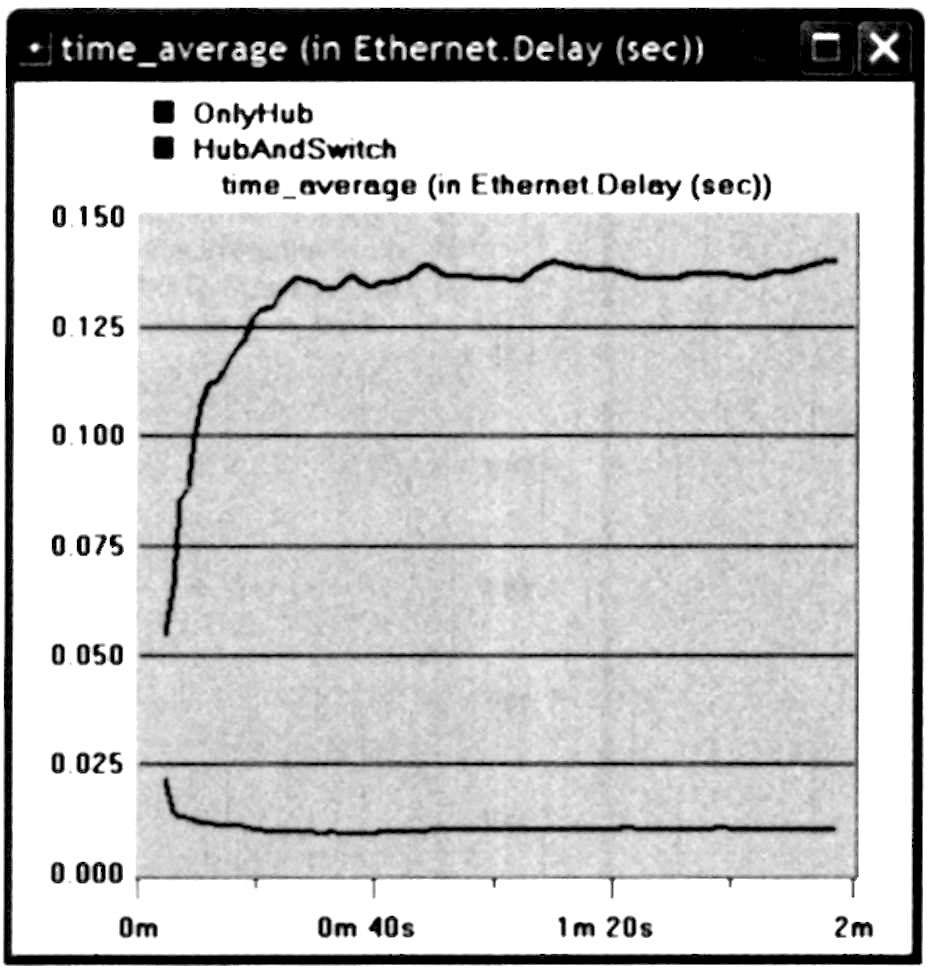 time_average (in Ethernet.Delay (sec))
OnlyHub
HubAndSwitch
time_average (in Ethernet.Delay (sec))
0.150
0.125
0.100
0.075
0.050
0.025
0.000
0m 0m 40s 1m 20s 2m